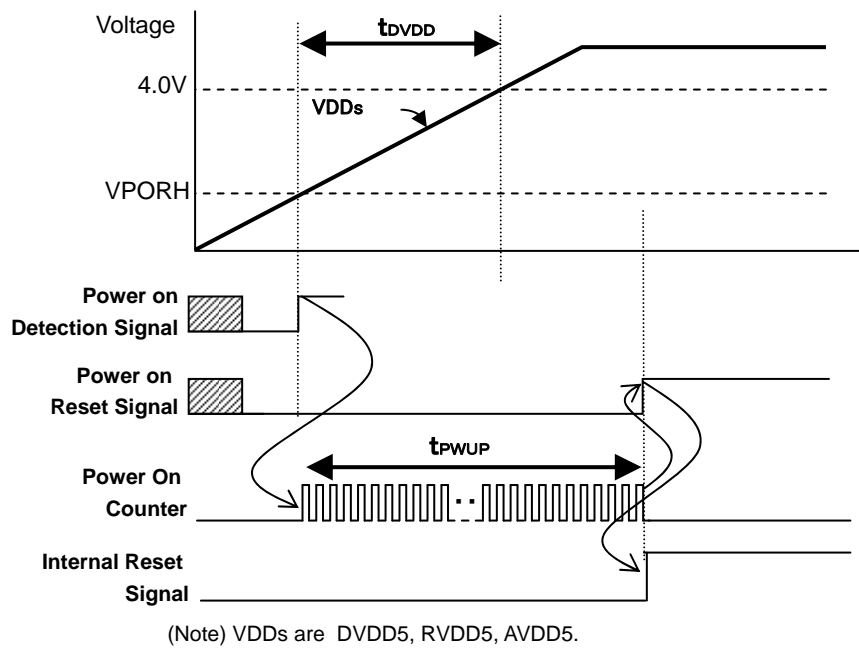 Voltage
tDVDD
4.0V
VDDs
VPORH
Power on
Detection Signal
Power on
Reset Signal
tPWUP
Power On
Counter
Internal Reset
Signal
(Note) VDDs are DVDD5, RVDD5, AVDD5.